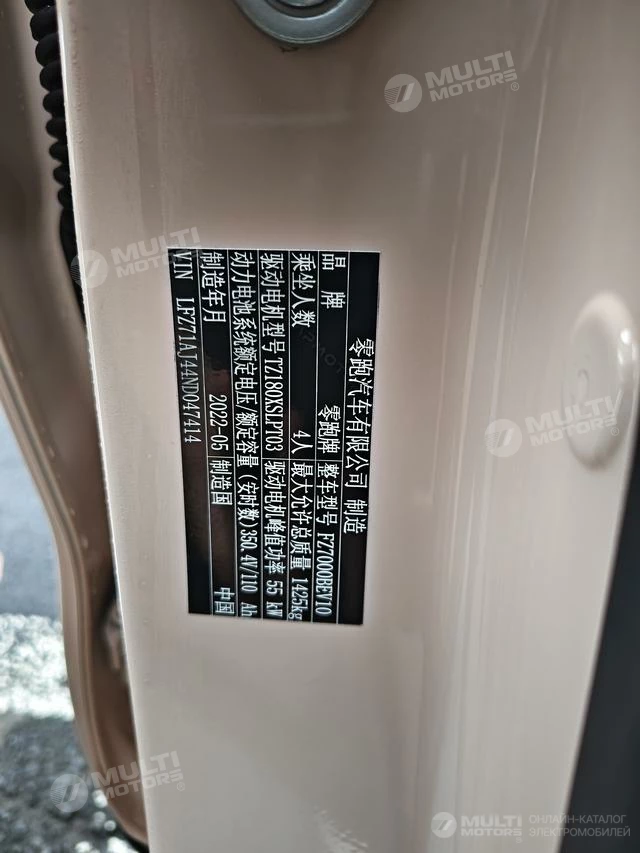 零跑汽车有限公司 制造
品牌 零跑牌 整车型号 FZ7000BEV10
乘坐人数 4人 最大允许总质量 1425kg
驱动电机型号 TZ180XSLPT03 驱动电机峰值功率 55 kW
动力电池系统额定电压/额定容量(安时数)350.4V/110 Ah
制造年月 2022-05 制造国 中国
VIN LFZ71AJ44ND047414
MULTI MOTORS®
MULTI MOTORS
MULTI MOTORS®
MULTI MOTORS®
MULTI MOTORS® ОНЛАЙН-КАТАЛОГ ЭЛЕКТРОМОБИЛЕЙ